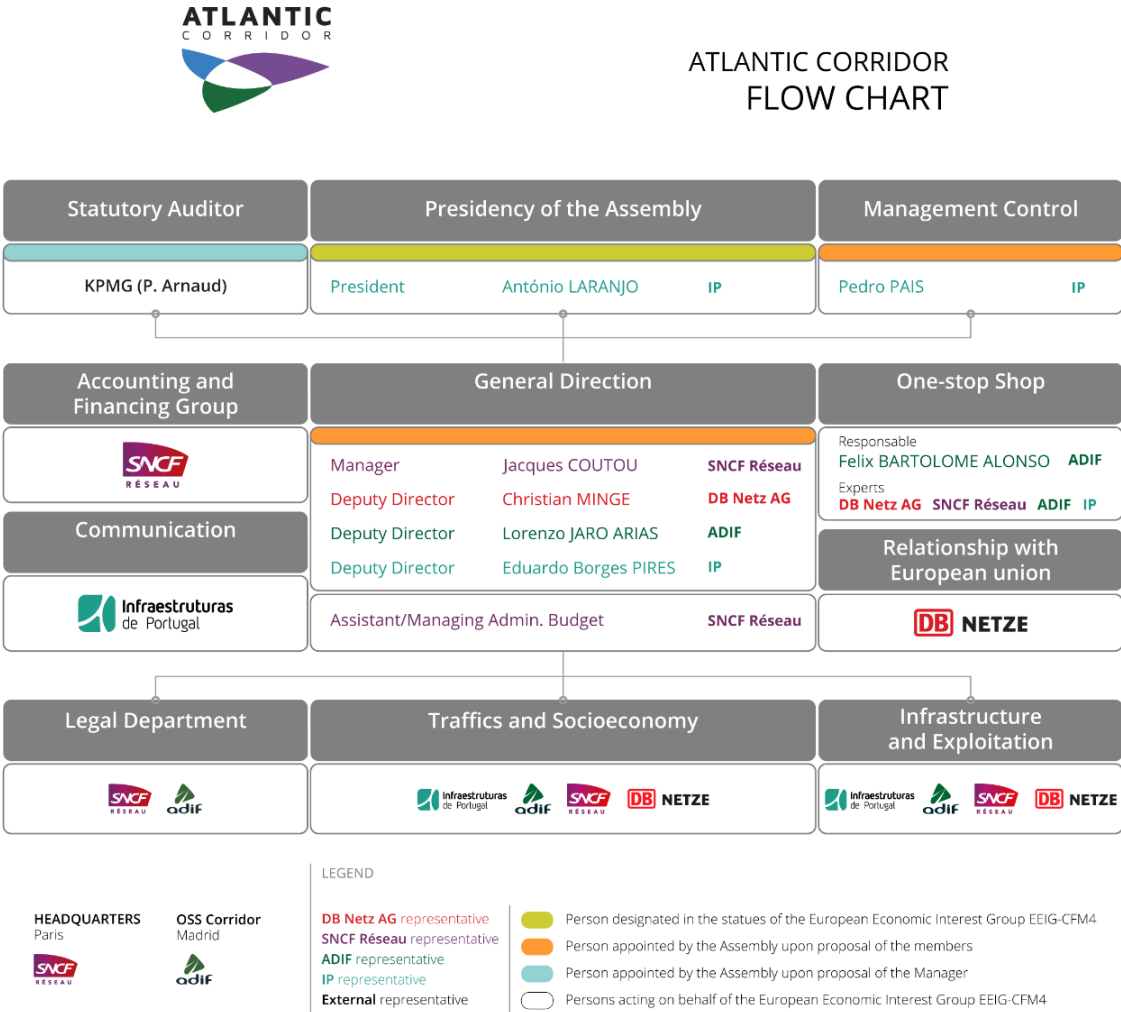 ATLANTIC
CORRIDOR
ATLANTIC CORRIDOR
FLOW CHART
Statutory Auditor
Presidency of the Assembly
Management Control
KPMG (P. Arnaud)
President António LARANJO IP
Pedro PAIS IP
Accounting and
Financing Group
General Direction
One-stop Shop
SNCF
RÉSEAU
Manager Jacques COUTOU SNCF Réseau
Deputy Director Christian MINGE DB Netz AG
Deputy Director Lorenzo JARO ARIAS ADIF
Deputy Director Eduardo Borges PIRES IP
Responsable
Felix BARTOLOME ALONSO ADIF
Experts
DB Netz AG SNCF Réseau ADIF IP
Communication
Infraestruturas
de Portugal
Assistant/Managing Admin. Budget SNCF Réseau
Relationship with
European union
DB NETZE
Legal Department
Traffics and Socioeconomy
Infrastructure
and Exploitation
SNCF
RÉSEAU
adif
Infraestruturas
de Portugal
adif
SNCF
RÉSEAU
DB NETZE
Infraestruturas
de Portugal
adif
SNCF
RÉSEAU
DB NETZE
HEADQUARTERS
Paris
SNCF
RÉSEAU
OSS Corridor
Madrid
adif
LEGEND
DB Netz AG representative
SNCF Réseau representative
ADIF representative
IP representative
External representative
Person designated in the statues of the European Economic Interest Group EEIG-CFM4
Person appointed by the Assembly upon proposal of the members
Person appointed by the Assembly upon proposal of the Manager
Persons acting on behalf of the European Economic Interest Group EEIG-CFM4